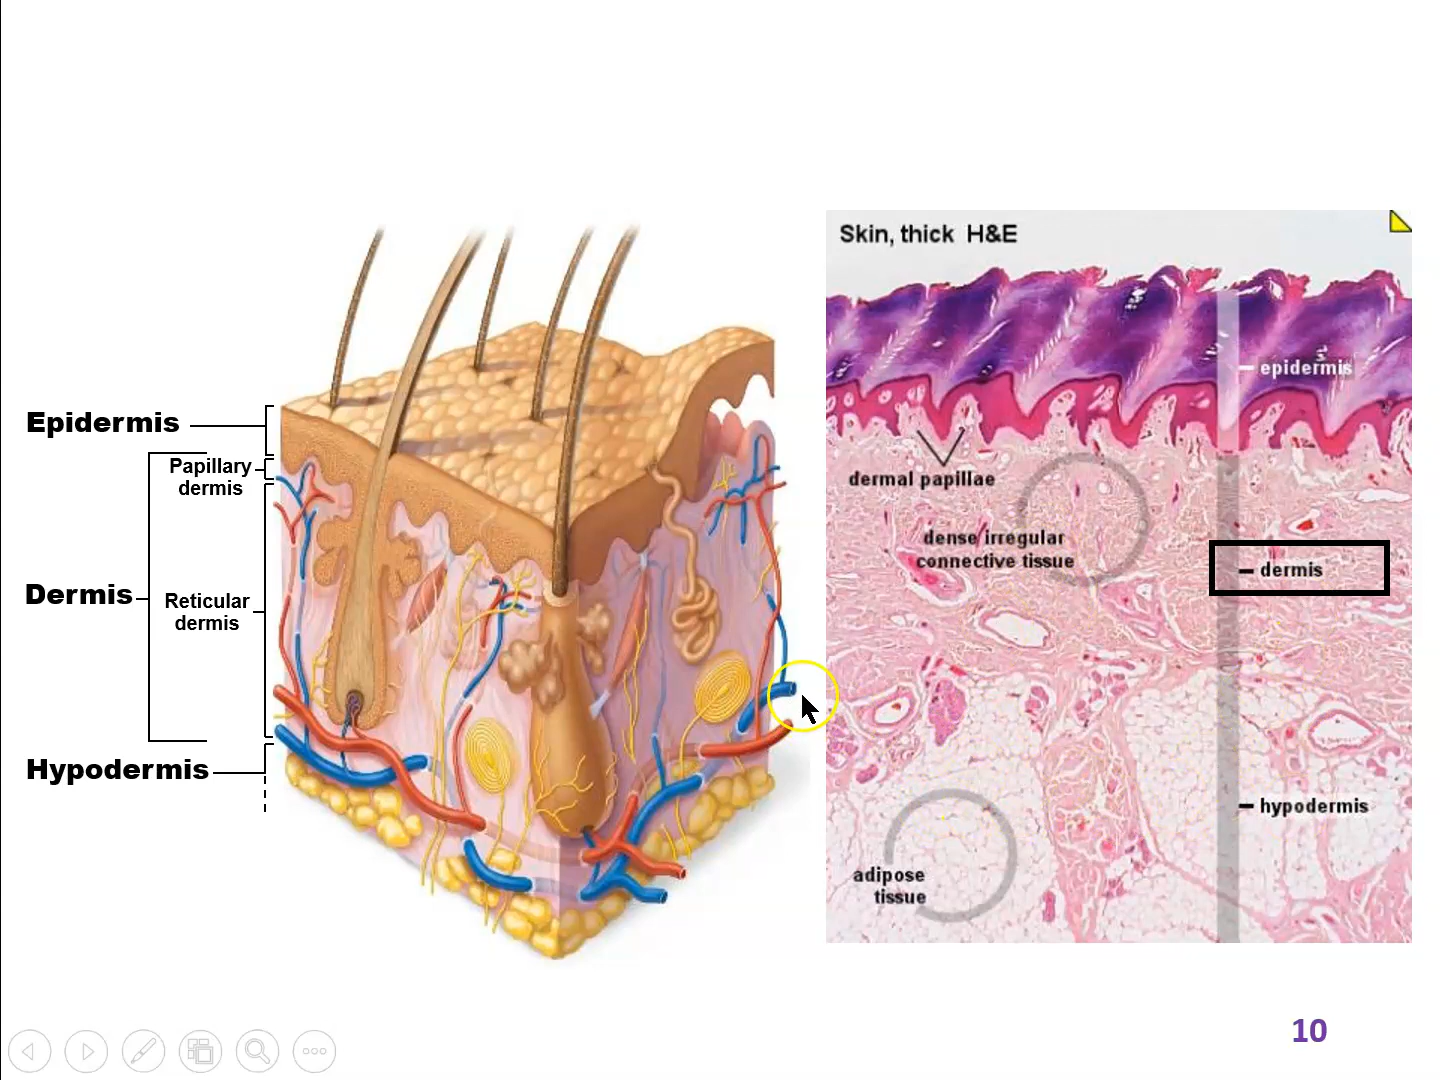 Skin, thick H&E
epidermis
Epidermis
Papillary
dermis
dermal papillae
dense irregular
connective tissue
dermis
Dermis
Reticular
dermis
Hypodermis
hypodermis
adipose
tissue
10